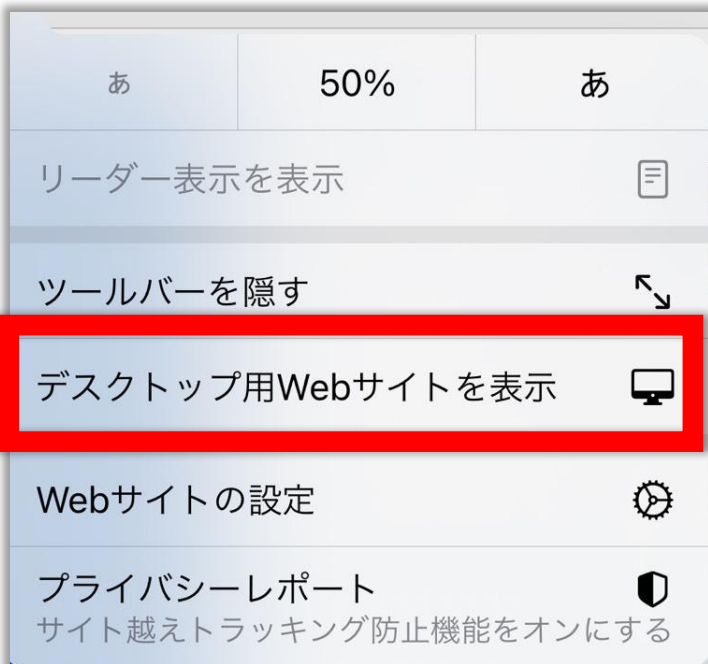 あ 50% あ
リーダー表示を表示
ツールバーを隠す
デスクトップ用Webサイトを表示
Webサイトの設定
プライバシーレポート
サイト越えトラッキング防止機能をオンにする